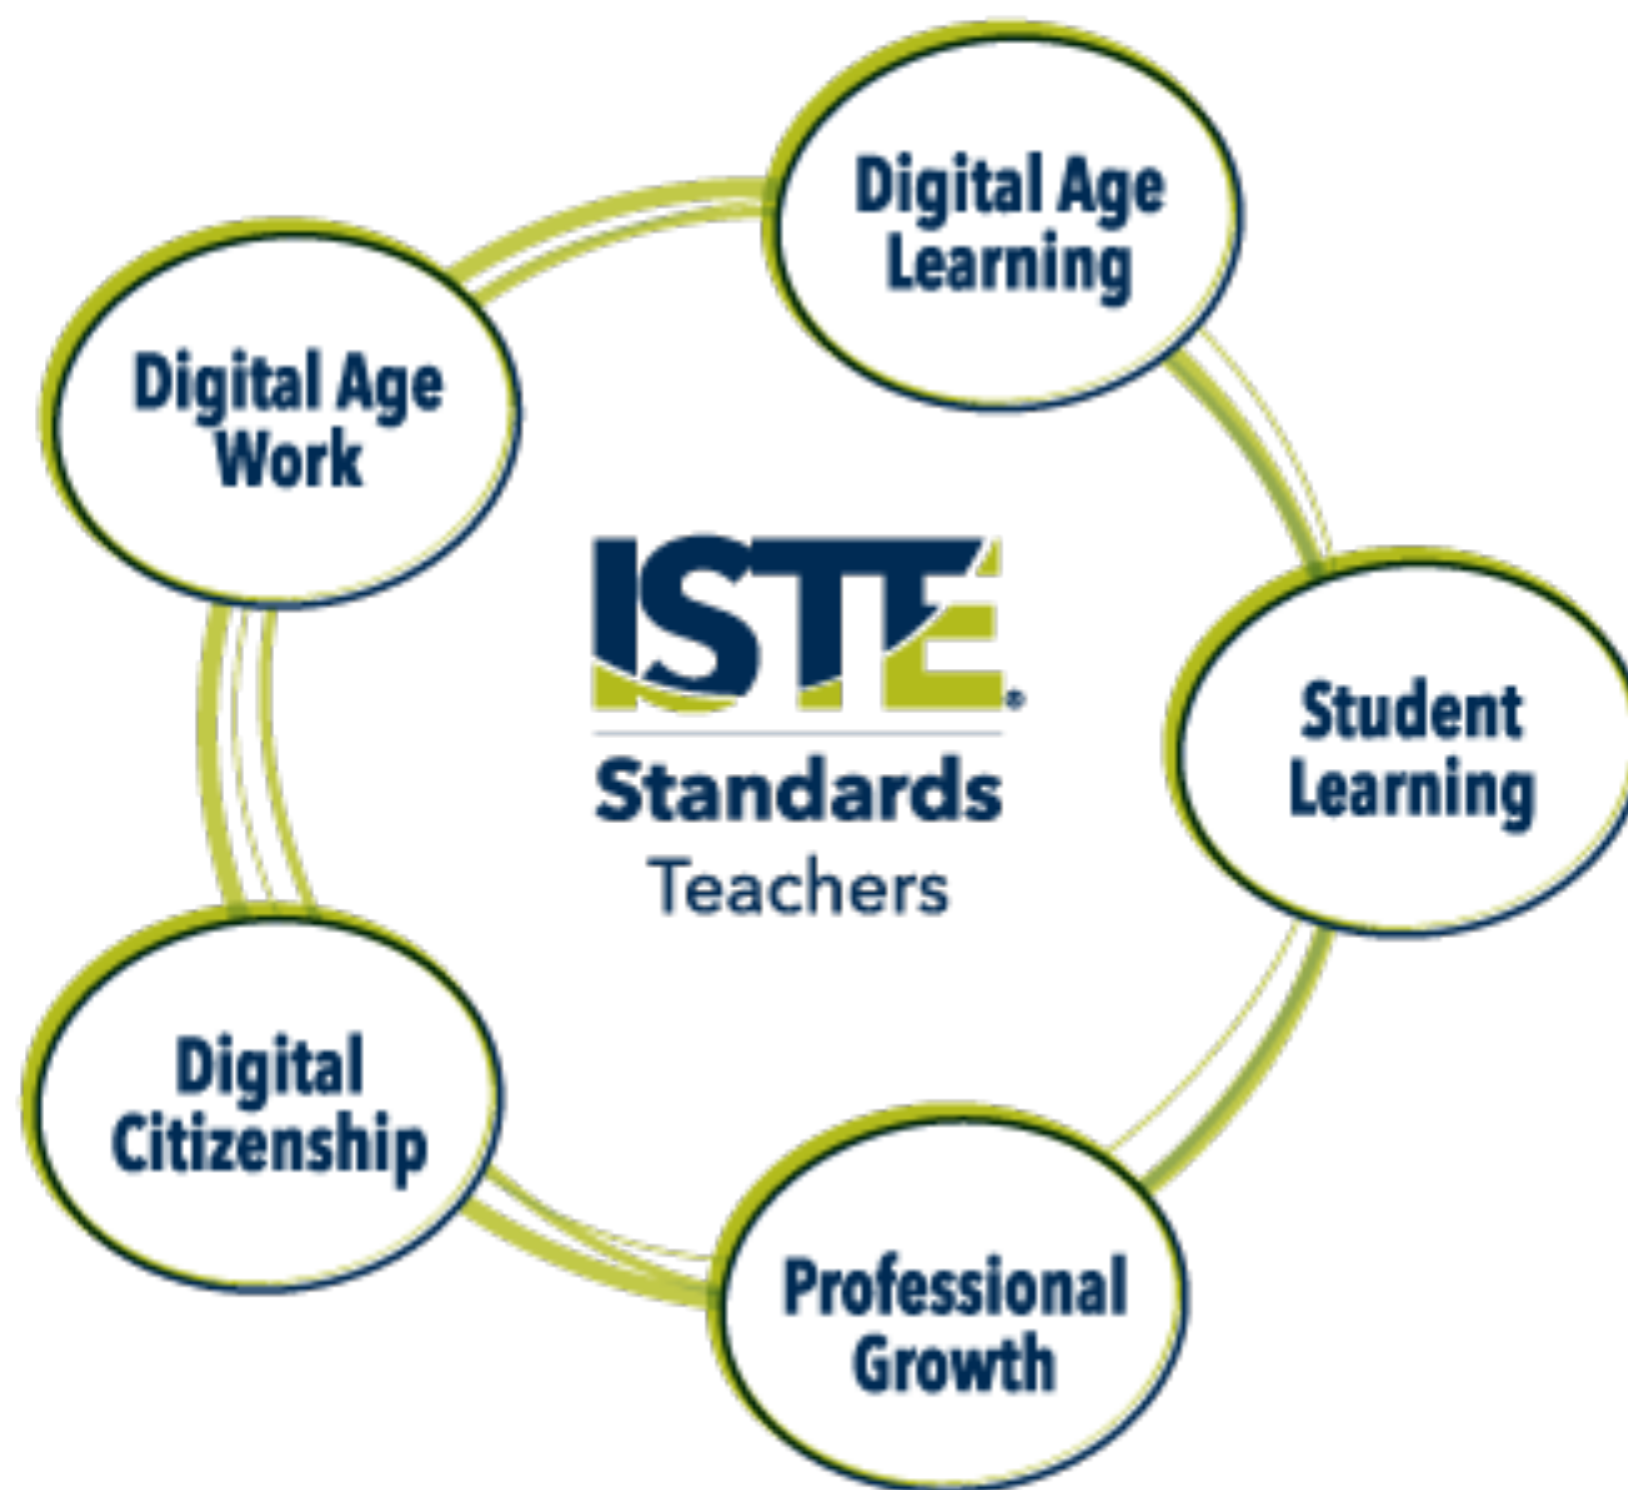 Digital Age
Learning
Digital Age
Work
ISTE®
Standards
Teachers
Student
Learning
Digital
Citizenship
Professional
Growth